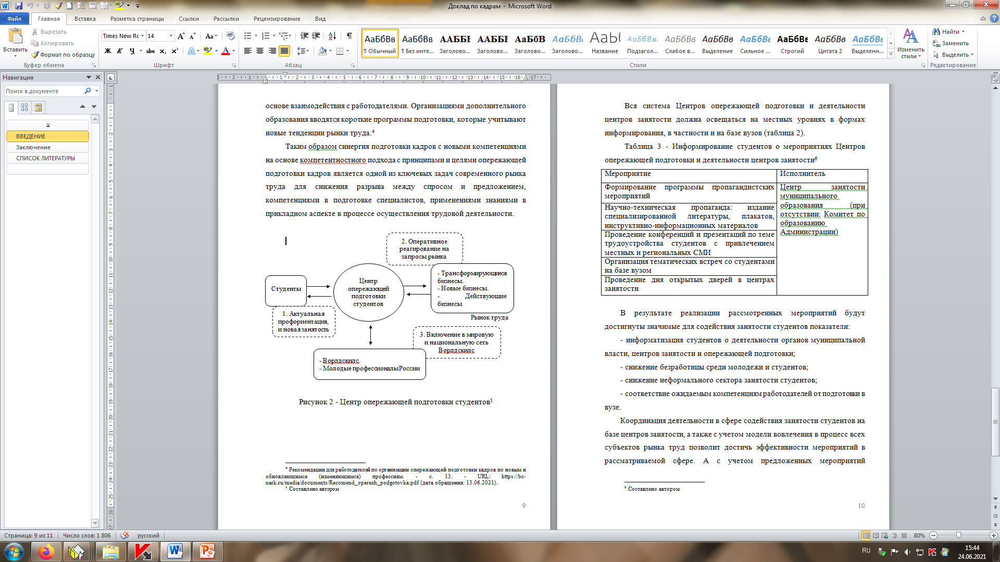 Доклад по кадрам - Microsoft Word
Файл
Главная
Вставка
Разметка страницы
Ссылки
Рассылки
Рецензирование
Вид
Вставить
Вырезать
Копировать
Формат по образцу
Буфер обмена
Times New Rc
14
Шрифт
Абзац
АаБбВв
АаБбВв
ААББІ
ААББІ
АаБбВ
АаБбВ
АаБ
АаБбВв
АаБбВв
АаБбВв
АаБбВв
АаБбВв
АаБбВв
АаБбВв
¶ Обычный
¶ Без инте...
Заголово...
Заголово...
Заголово...
Заголово...
Название
Подзагол...
Слабое в...
Выделение
Сильное ...
Строгий
Цитата 2
Выделенн...
Стили
Изменить
стили
Найти
Заменить
Выделить
Редактирование
Навигация
Поиск в документе
ВВЕДЕНИЕ
Заключение
СПИСОК ЛИТЕРАТУРЫ
основе взаимодействия с работодателями. Организациями дополнительного
образования вводятся короткие программы подготовки, которые учитывают
новые тенденции рынки труда.4
Таким образом синергия подготовки кадров с новыми компетенциями
на основе компетентностного подхода с принципами и целями опережающей
подготовки кадров является одной из ключевых задач современного рынка
труда для снижения разрыва между спросом и предложением,
компетенциями в подготовке специалистов, применениями знаниями в
прикладном аспекте в процессе осуществления трудовой деятельности.
2. Оперативное
реагирование на
запросы рынка
Студенты
Центр
опережающей
подготовки
студентов
- Трансформирующиеся
бизнесы.
- Новые бизнесы.
- Действующие
бизнесы
Рынок труда
1. Актуальная
профориентация,
и новая занятость
3. Включение в мировую
и национальную сеть
Ворлдскилс
- Ворлдскилс.
- Молодые профессионалы России
Рисунок 2 - Центр опережающей подготовки студентов5
4 Рекомендации для работодателей по организации опережающей подготовки кадров по новым и
обновляющимся (изменяющимся) профессиям. - с. 13. - URL: https://bc-
nark.ru/media/documents/Recomend_operezh_podgotovka.pdf (дата обращения: 13.06.2021).
5 Составлено автором
9
Вся система Центров опережающей подготовки и деятельности
центров занятости должна освещаться на местных уровнях в формах
информирования, в частности и на базе вузов (таблица 2).
Таблица 3 - Информирование студентов о мероприятиях Центров
опережающей подготовки и деятельности центров занятости6
Мероприятие
Исполнитель
Формирование программы пропагандистских
мероприятий
Научно-техническая пропаганда: издание
специализированной литературы, плакатов,
инструктивно-информационных материалов
Проведение конференций и презентаций по теме
трудоустройства студентов с привлечением
местных и региональных СМИ
Организация тематических встреч со студентами
на базе вузом
Проведение дня открытых дверей в центрах
занятости
Центр занятости
муниципального
образования (при
отсутствии: Комитет по
образованию
Администрации)
В результате реализации рассмотренных мероприятий будут
достигнуты значимые для содействия занятости студентов показатели:
- информатизация студентов о деятельности органов муниципальной
власти, центров занятости и опережающей подготовки;
- снижение безработицы среди молодежи и студентов;
- снижение неформального сектора занятости студентов;
- соответствие ожидаемым компетенциям работодателей от подготовки в
вузе.
Координация деятельности в сфере содействия занятости студентов на
базе центров занятости, а также с учетом модели вовлечения в процесс всех
субъектов рынка труд позволит достичь эффективности мероприятий в
рассматриваемой сфере. А с учетом предложенных мероприятий
6 Составлено автором
10
Страница: 9 из 11
Число слов: 1 806
русский
80%
RU
15:44
24.06.2021